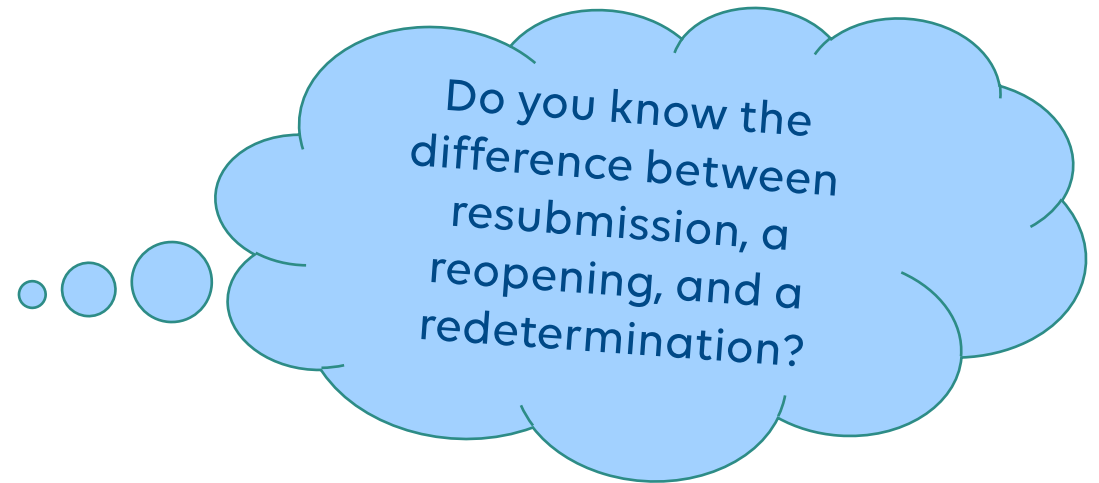 Do you know the
difference between
resubmission, a
reopening, and a
redetermination?